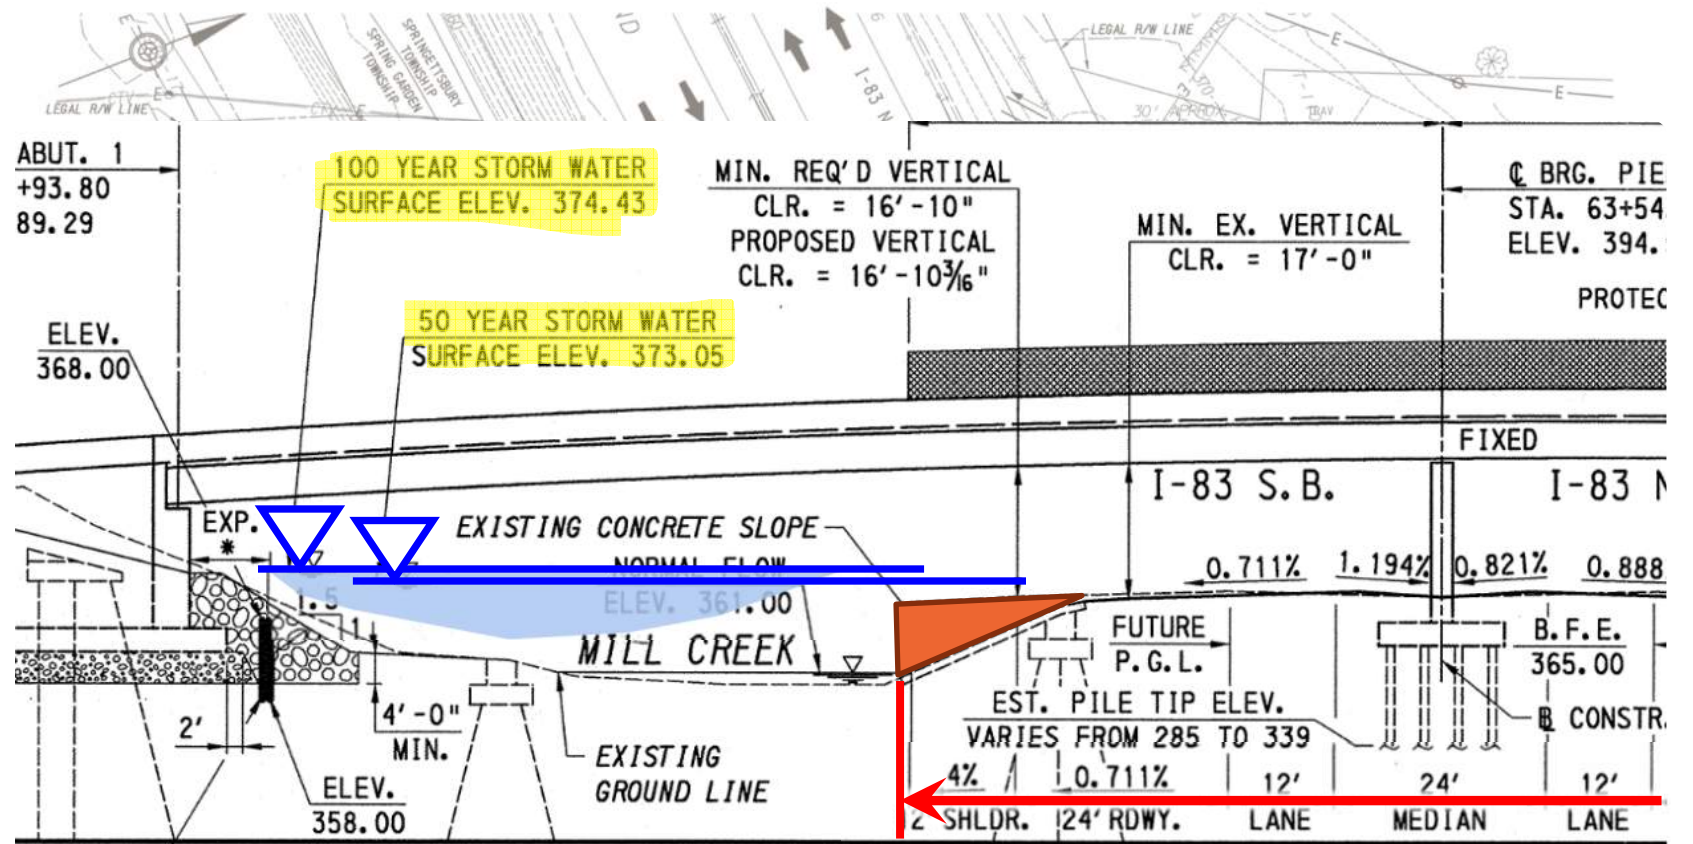 ND
SPRINGETTSBURY
TOWNSHIP
SPRING GARDEN
TOWNSHIP
I-83 N
LEGAL R/W LINE
E
E
LEGAL R/W LINE
E
E
30' APPROX.
ABUT. 1
+93.80
89.29
100 YEAR STORM WATER
SURFACE ELEV. 374.43
MIN. REQ'D VERTICAL
CLR. = 16'-10"
PROPOSED VERTICAL
CLR. = 16'-10 3/16"
MIN. EX. VERTICAL
CLR. = 17'-0"
℄ BRG. PIE
STA. 63+54
ELEV. 394.
PROTEC
50 YEAR STORM WATER
SURFACE ELEV. 373.05
ELEV.
368.00
FIXED
I-83 S.B.
I-83 N
EXP.
*
EXISTING CONCRETE SLOPE
NORMAL FLOW
ELEV. 361.00
1.5
1
0.711%
1.194%
0.821%
0.888
MILL CREEK
FUTURE
P.G.L.
B.F.E.
365.00
2'
4'-0"
MIN.
EST. PILE TIP ELEV.
VARIES FROM 285 TO 339
CONSTR.
EXISTING
GROUND LINE
ELEV.
358.00
4%
0.711%
12'
24'
12'
12 SHLDR.
24' RDWY.
LANE
MEDIAN
LANE